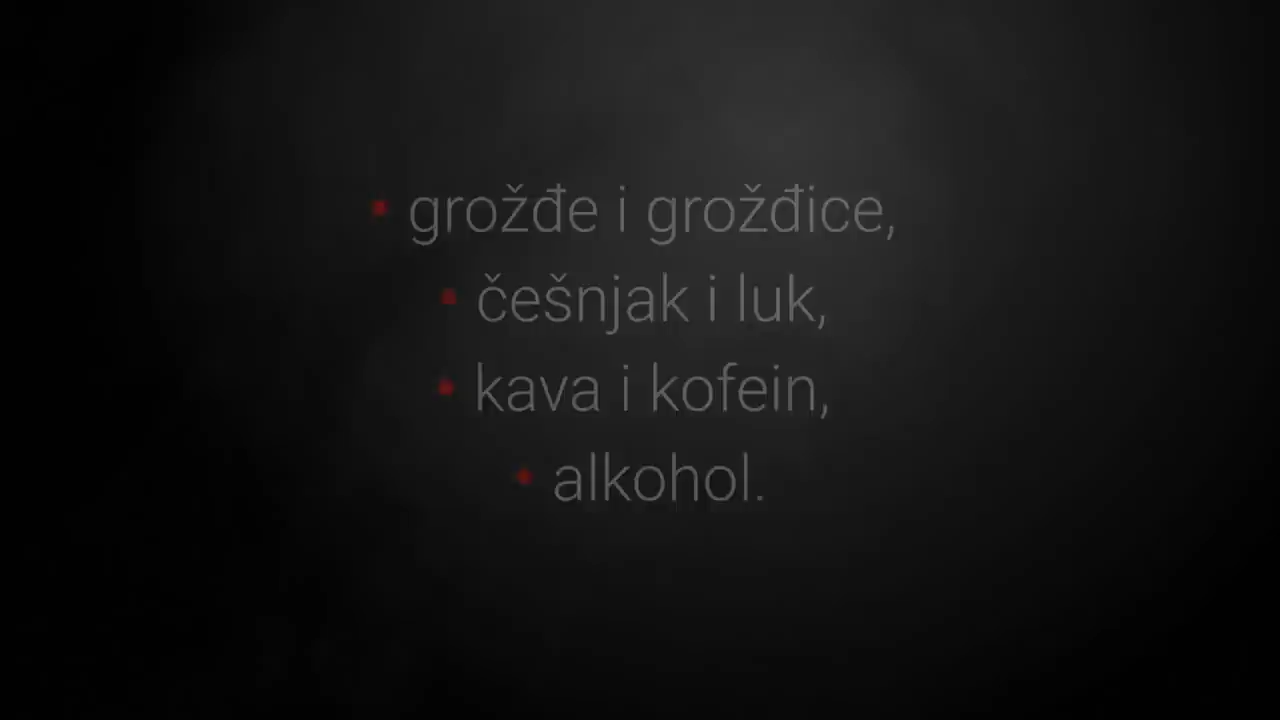 • grožđe i grožđice,
• češnjak i luk,
• kava i kofein,
• alkohol.